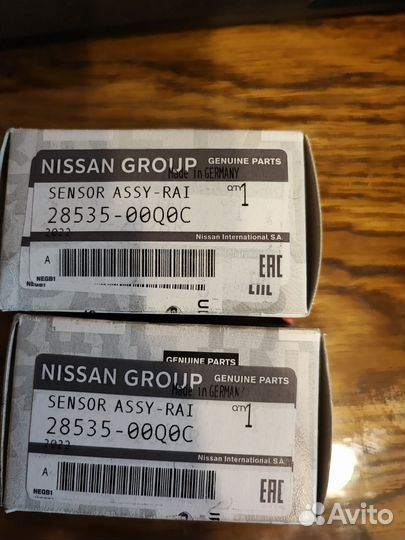 NISSAN GROUP GENUINE PARTS
Made in GERMANY
SENSOR ASSY-RAI QTY 1
28535-00Q0C
2022
Nissan International, S.A.
A
EAC
NEGB1
GENUINE PARTS
NISSAN GROUP GENUINE PARTS
Made in GERMANY
SENSOR ASSY-RAI QTY 1
28535-00Q0C
2022
Nissan International, S.A.
A
EAC
NEGB1
Avito